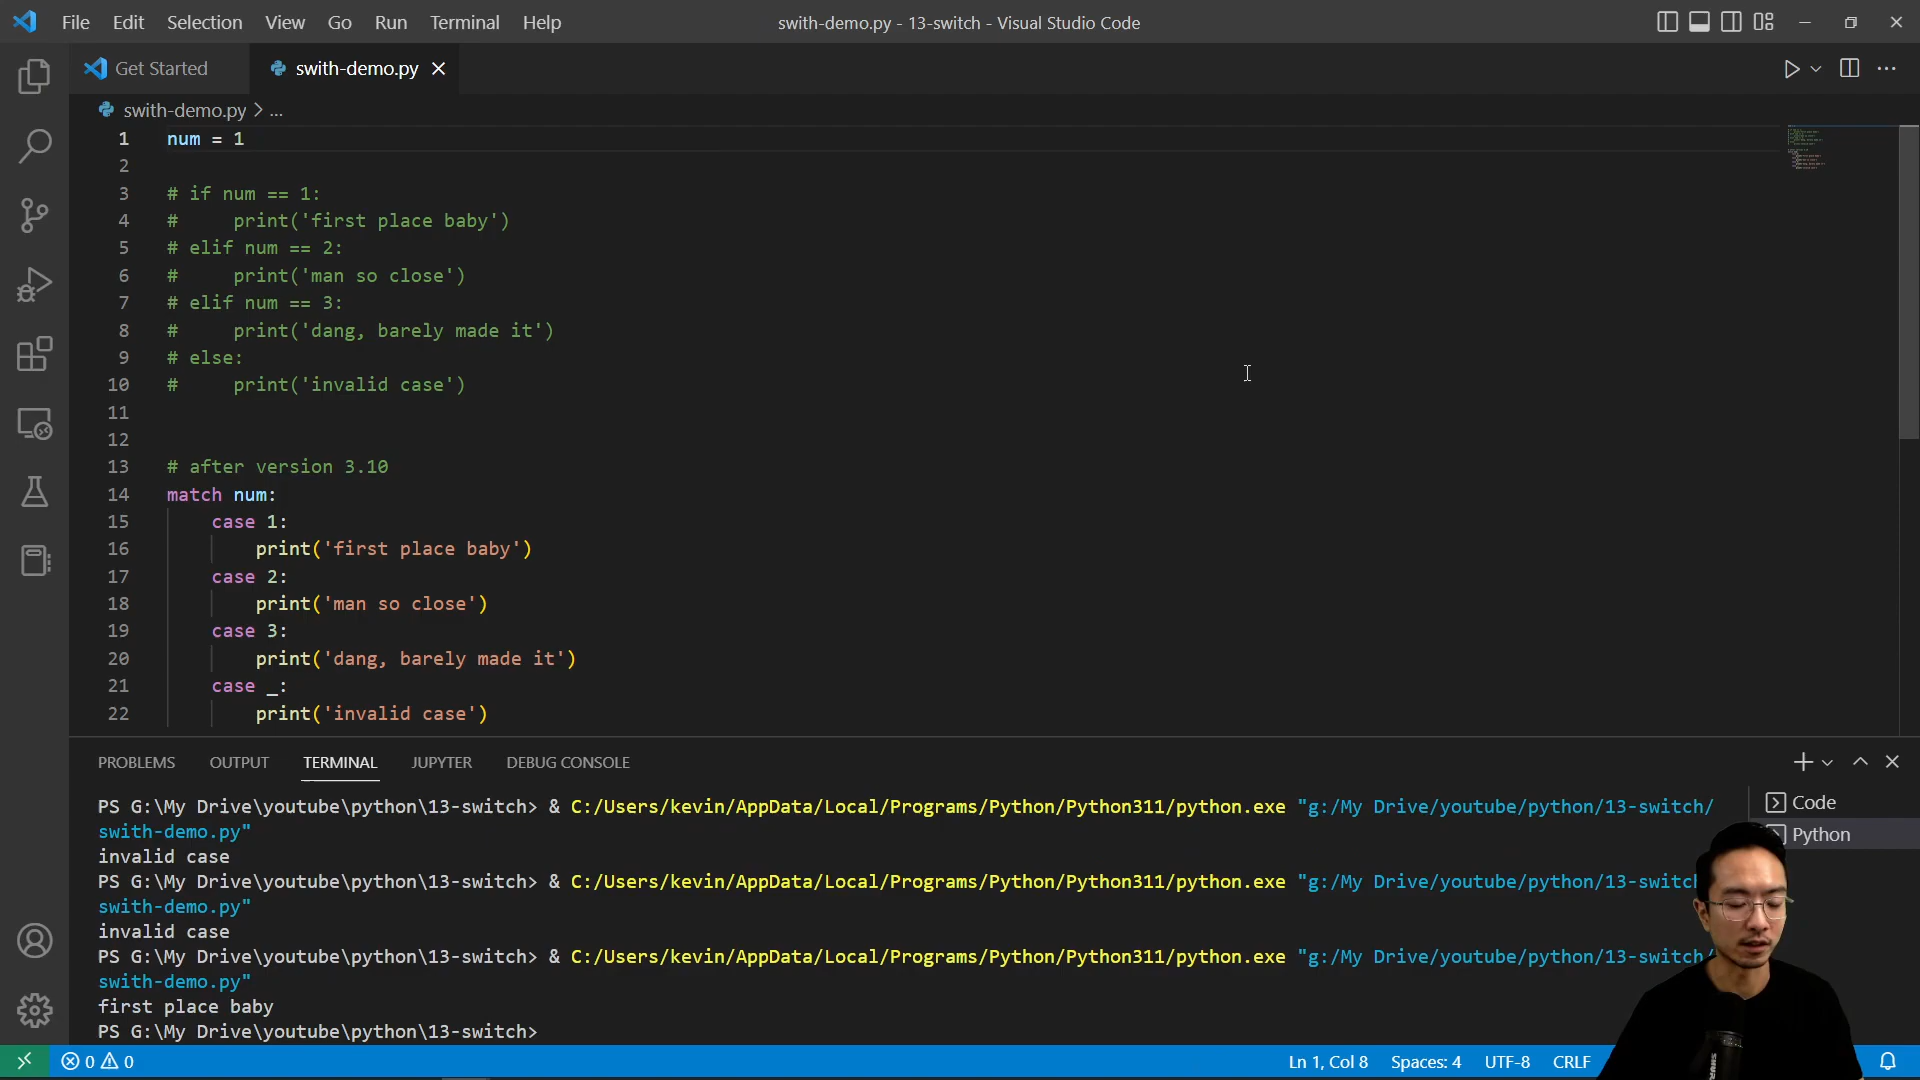 File Edit Selection View Go Run Terminal Help
swith-demo.py - 13-switch - Visual Studio Code
Get Started
swith-demo.py
swith-demo.py > ...
1 num = 1
2
3 # if num == 1:
4 #     print('first place baby')
5 # elif num == 2:
6 #     print('man so close')
7 # elif num == 3:
8 #     print('dang, barely made it')
9 # else:
10 #     print('invalid case')
11
12
13 # after version 3.10
14 match num:
15     case 1:
16         print('first place baby')
17     case 2:
18         print('man so close')
19     case 3:
20         print('dang, barely made it')
21     case _:
22         print('invalid case')
PROBLEMS OUTPUT TERMINAL JUPYTER DEBUG CONSOLE
PS G:\My Drive\youtube\python\13-switch> & C:/Users/kevin/AppData/Local/Programs/Python/Python311/python.exe "g:/My Drive/youtube/python/13-switch/
swith-demo.py"
invalid case
PS G:\My Drive\youtube\python\13-switch> & C:/Users/kevin/AppData/Local/Programs/Python/Python311/python.exe "g:/My Drive/youtube/python/13-switch
swith-demo.py"
invalid case
PS G:\My Drive\youtube\python\13-switch> & C:/Users/kevin/AppData/Local/Programs/Python/Python311/python.exe "g:/My Drive/youtube/python/13-switch/
swith-demo.py"
first place baby
PS G:\My Drive\youtube\python\13-switch>
Code
Python
0 0
Ln 1, Col 8 Spaces: 4 UTF-8 CRLF